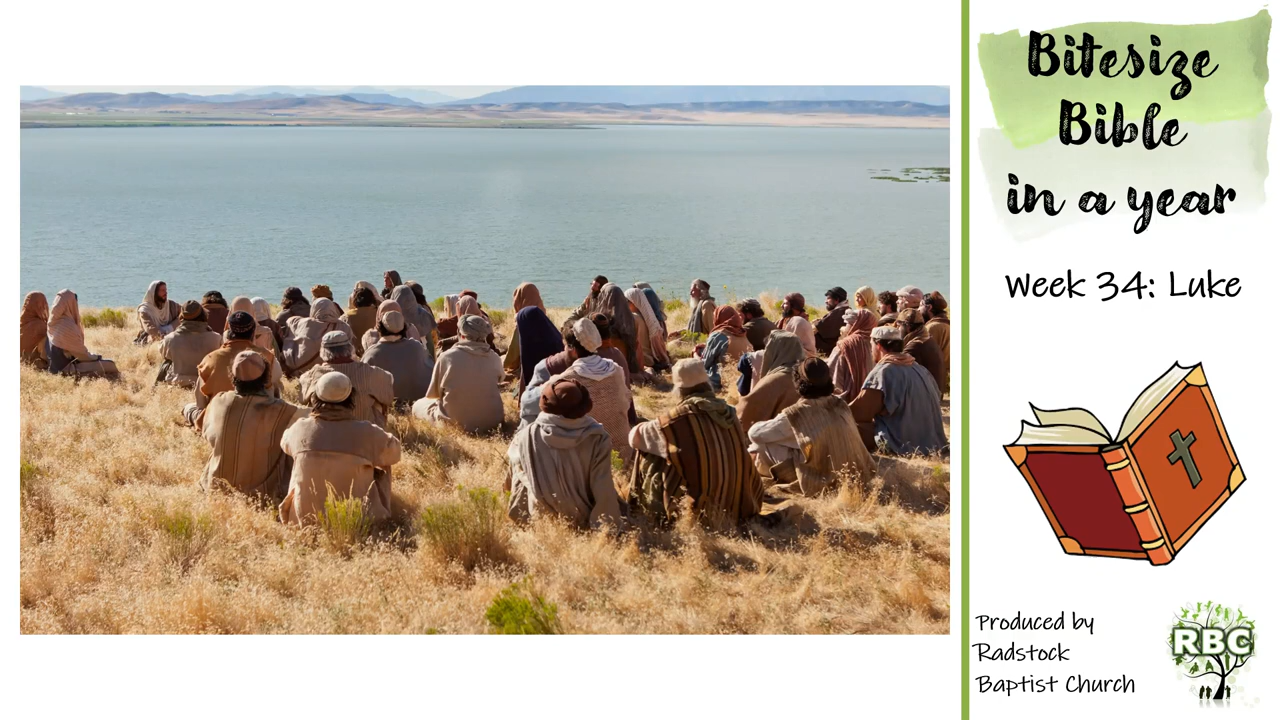 Bitesize
Bible
in a year
Week 34: Luke
Produced by
Radstock
Baptist Church
RBC